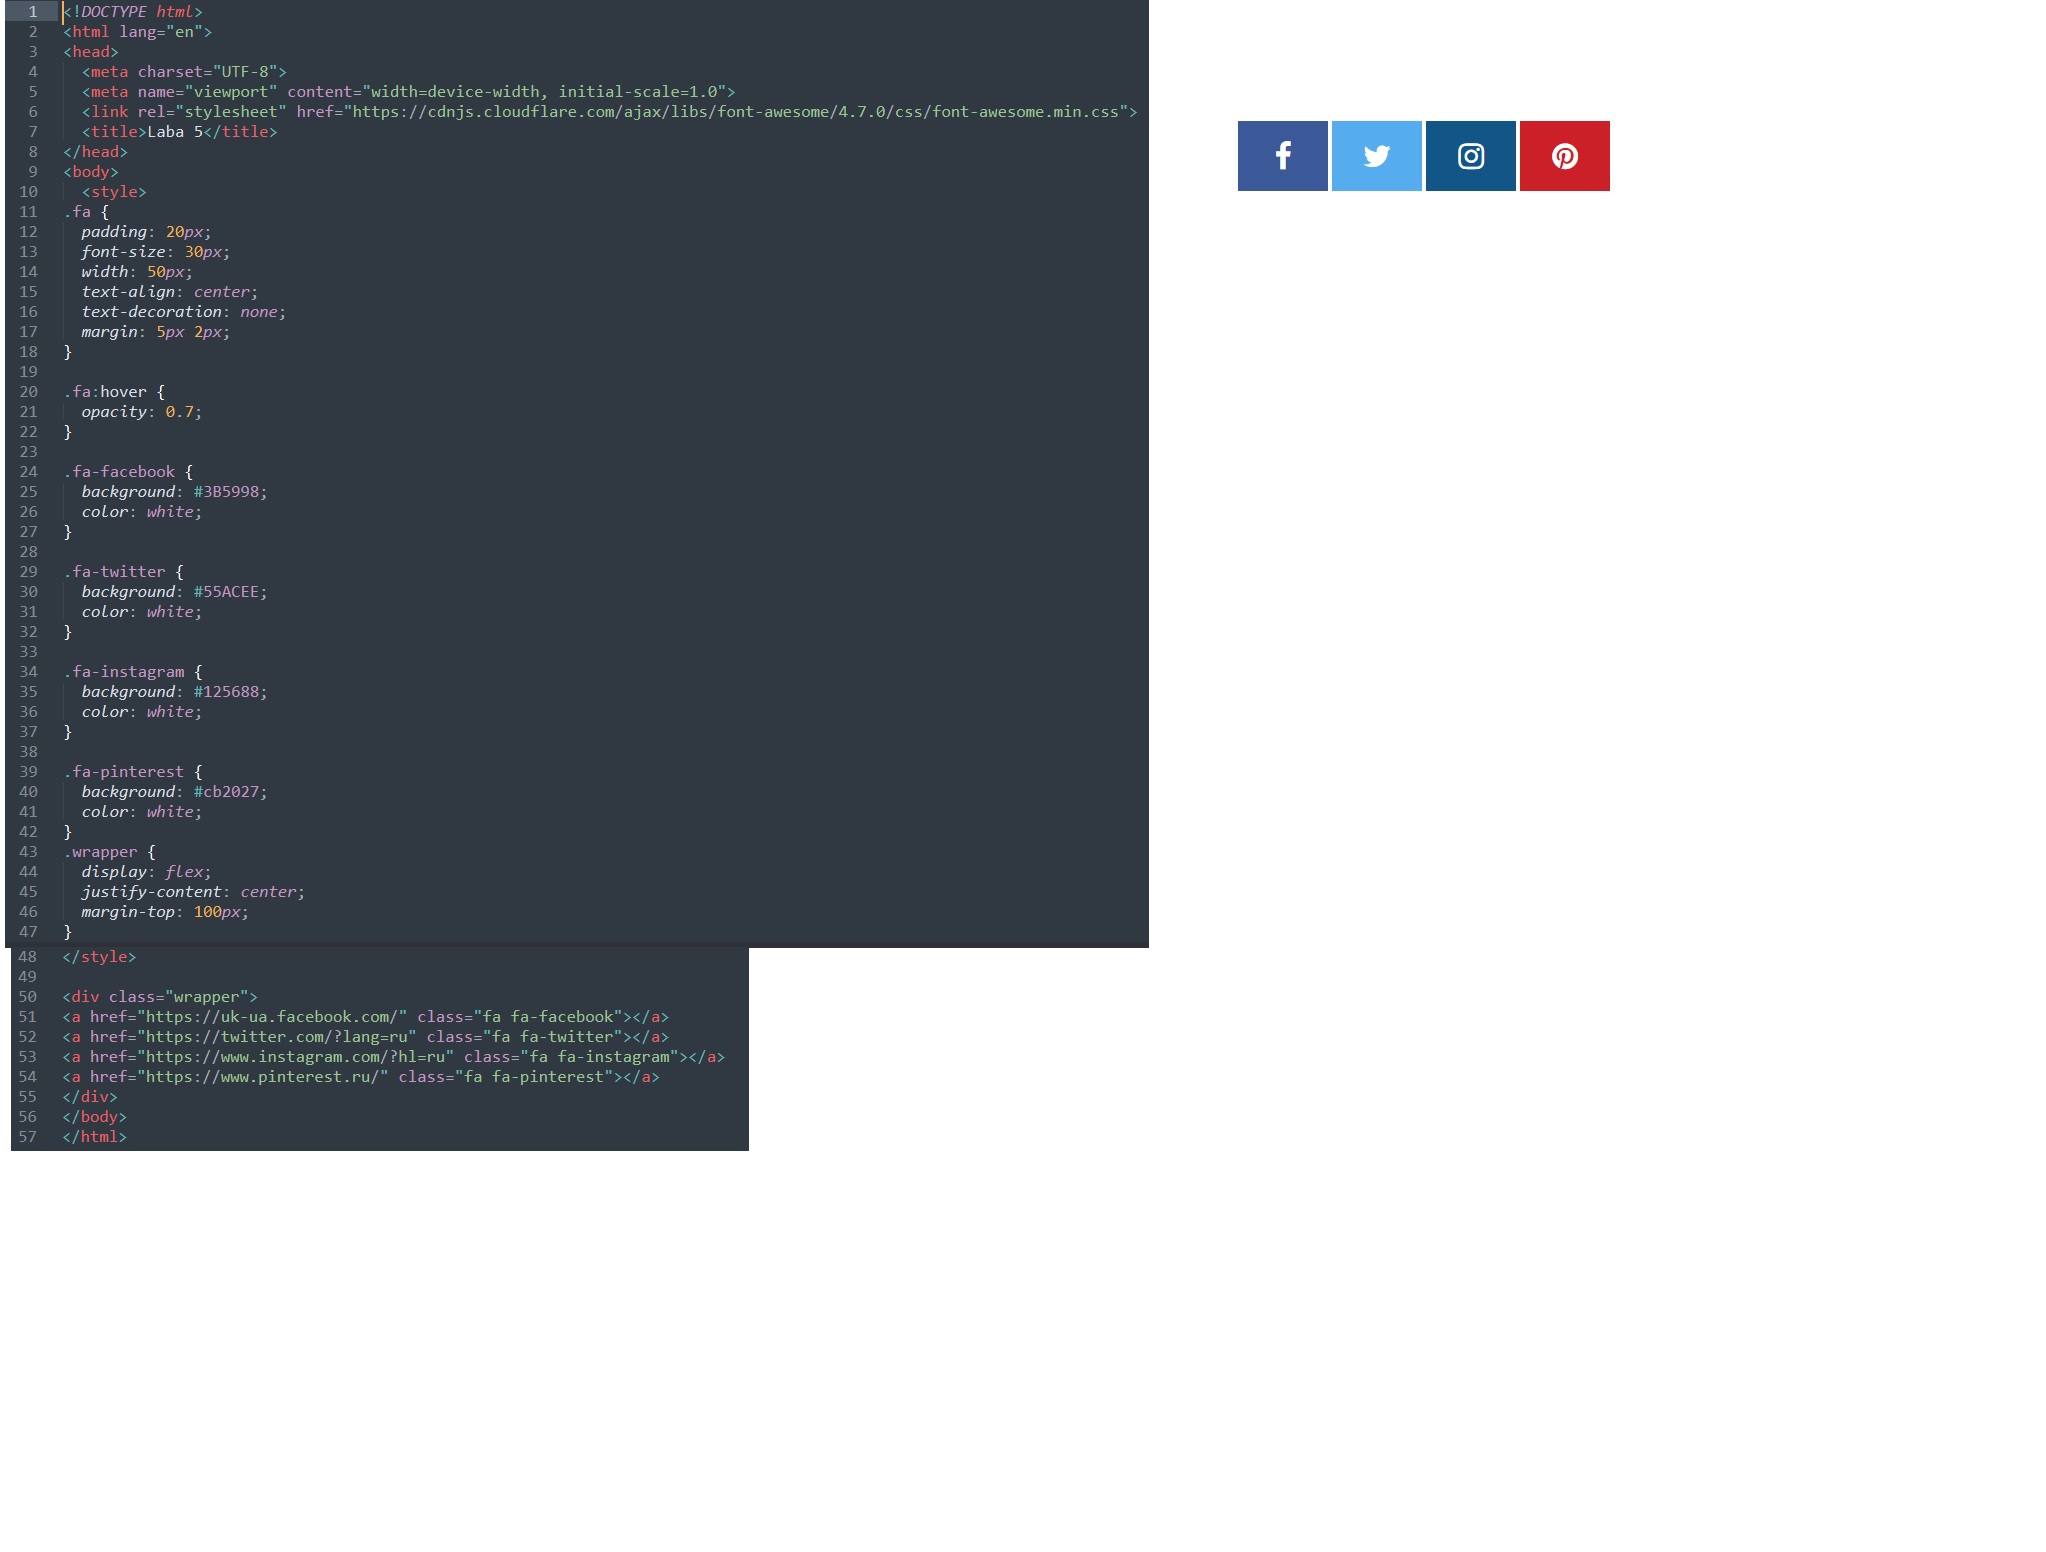 1 <!DOCTYPE html>
2 <html lang="en">
3 <head>
4   <meta charset="UTF-8">
5   <meta name="viewport" content="width=device-width, initial-scale=1.0">
6   <link rel="stylesheet" href="https://cdnjs.cloudflare.com/ajax/libs/font-awesome/4.7.0/css/font-awesome.min.css">
7   <title>Laba 5</title>
8 </head>
9 <body>
10   <style>
11 .fa {
12   padding: 20px;
13   font-size: 30px;
14   width: 50px;
15   text-align: center;
16   text-decoration: none;
17   margin: 5px 2px;
18 }
19
20 .fa:hover {
21   opacity: 0.7;
22 }
23
24 .fa-facebook {
25   background: #3B5998;
26   color: white;
27 }
28
29 .fa-twitter {
30   background: #55ACEE;
31   color: white;
32 }
33
34 .fa-instagram {
35   background: #125688;
36   color: white;
37 }
38
39 .fa-pinterest {
40   background: #cb2027;
41   color: white;
42 }
43 .wrapper {
44   display: flex;
45   justify-content: center;
46   margin-top: 100px;
47 }
48 </style>
49
50 <div class="wrapper">
51 <a href="https://uk-ua.facebook.com/" class="fa fa-facebook"></a>
52 <a href="https://twitter.com/?lang=ru" class="fa fa-twitter"></a>
53 <a href="https://www.instagram.com/?hl=ru" class="fa fa-instagram"></a>
54 <a href="https://www.pinterest.ru/" class="fa fa-pinterest"></a>
55 </div>
56 </body>
57 </html>